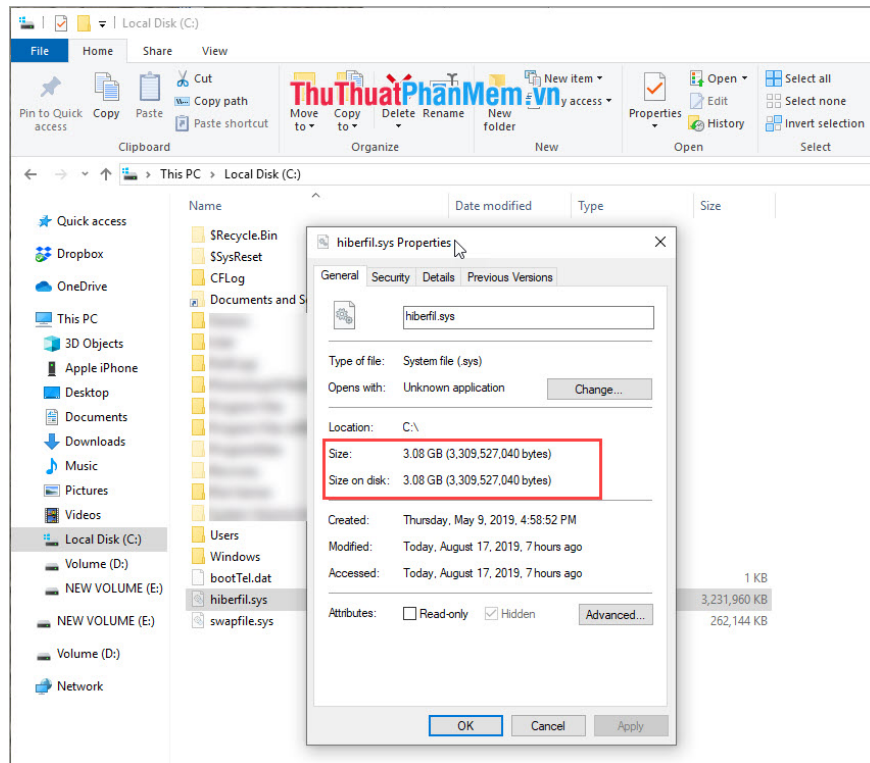 Local Disk (C:)
File Home Share View
Pin to Quick access
Copy
Paste
Cut
Copy path
Paste shortcut
Clipboard
ThuThuatPhanMem.vn
Move to
Copy to
Delete
Rename
Organize
New folder
New item
y access
New
Properties
Open
Edit
History
Open
Select all
Select none
Invert selection
Select
This PC > Local Disk (C:)
Name Date modified Type Size
Quick access
Dropbox
OneDrive
This PC
3D Objects
Apple iPhone
Desktop
Documents
Downloads
Music
Pictures
Videos
Local Disk (C:)
Volume (D:)
NEW VOLUME (E:)
NEW VOLUME (E:)
Volume (D:)
Network
$Recycle.Bin
$SysReset
CFLog
Documents and S
Users
Windows
bootTel.dat 1 KB
hiberfil.sys 3,231,960 KB
swapfile.sys 262,144 KB
hiberfil.sys Properties
General Security Details Previous Versions
hiberfil.sys
Type of file: System file (.sys)
Opens with: Unknown application Change...
Location: C:\
Size: 3.08 GB (3,309,527,040 bytes)
Size on disk: 3.08 GB (3,309,527,040 bytes)
Created: Thursday, May 9, 2019, 4:58:52 PM
Modified: Today, August 17, 2019, 7 hours ago
Accessed: Today, August 17, 2019, 7 hours ago
Attributes: Read-only Hidden Advanced...
OK Cancel Apply